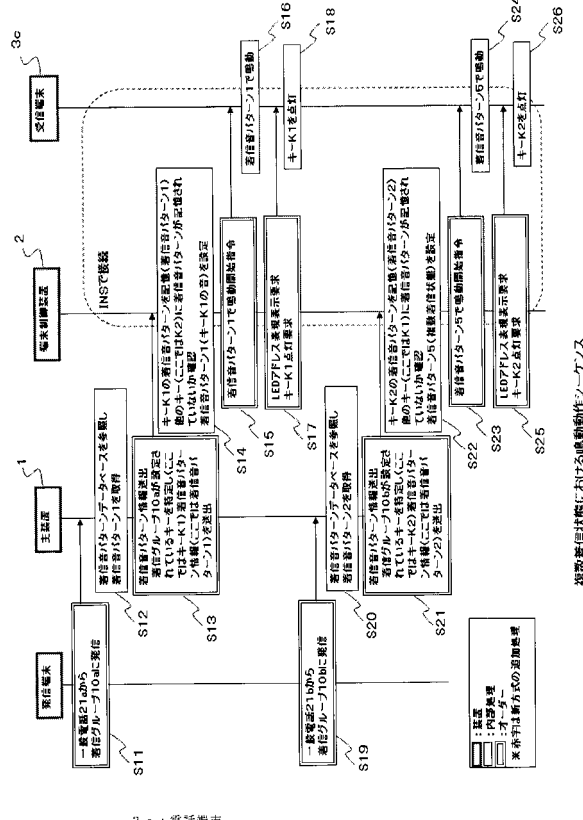 発信端末
主装置
1
端末制御装置
2
受信端末
3c
INSで接続
一般電話21aから
着信グループ10aに発信
S11
着信音パターンデータベースを参照し
着信音パターン1を取得
S12
着信音パターン情報送出
着信グループ10aが設定さ
れているキーを特定しくここ
ではキーK1)着信音パター
ン情報(ここでは着信音パ
ターン1)を送出
S13
キーK1の着信音パターンを記憶(着信音パターン1)
他のキー(ここではK2)に着信音パターンが記憶され
ていないか確認
着信音パターン1(キーK1の音)を設定
S14
着信音パターン1で鳴動開始指令
S15
着信音パターン1で鳴動
S16
LEDアドレス表現表示要求
キーK1点灯要求
S17
キーK1を点灯
S18
一般電話21bから
着信グループ10bに発信
S19
着信音パターンデータベースを参照し
着信音パターン2を取得
S20
着信音パターン情報送出
着信グループ10bが設定さ
れているキーを特定しくここ
ではキーK2)着信音パター
ン情報(ここでは着信音パ
ターン2)を送出
S21
キーK2の着信音パターンを記憶(着信音パターン2)
他のキー(ここではK1)に着信音パターンが記憶され
ていないか確認
着信音パターン5(複数着信状態)を設定
S22
着信音パターン5で鳴動開始指令
S23
着信音パターン5で鳴動
S24
LEDアドレス表現表示要求
キーK2点灯要求
S25
キーK2を点灯
S26
:装置
:内部処理
:オーダー
※赤字は新方式の追加処理
複数着信状態における鳴動動作シーケンス